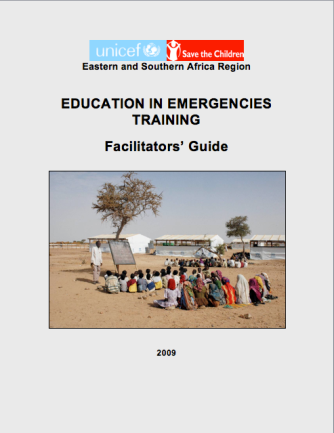 unicef Save the Children
Eastern and Southern Africa Region
EDUCATION IN EMERGENCIES
TRAINING
Facilitators' Guide
2009